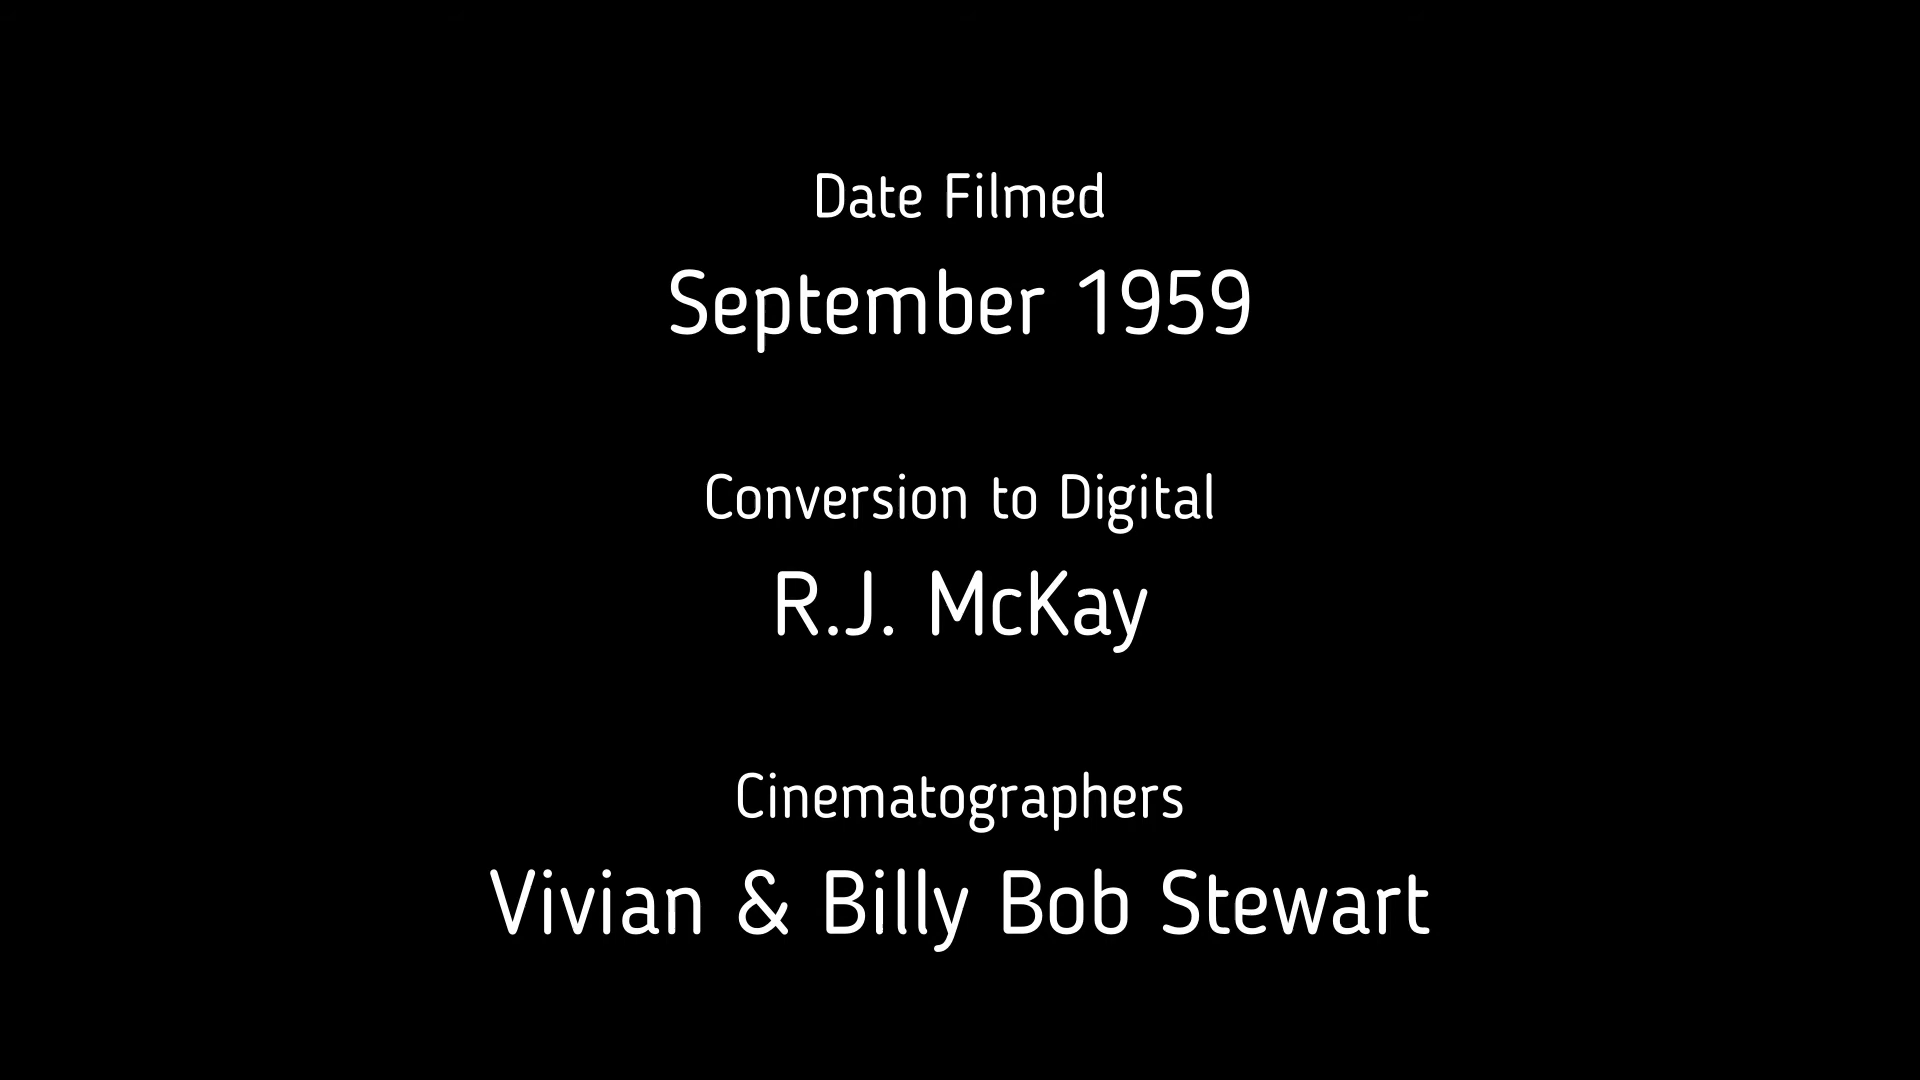 Date Filmed
September 1959
Conversion to Digital
R.J. McKay
Cinematographers
Vivian & Billy Bob Stewart